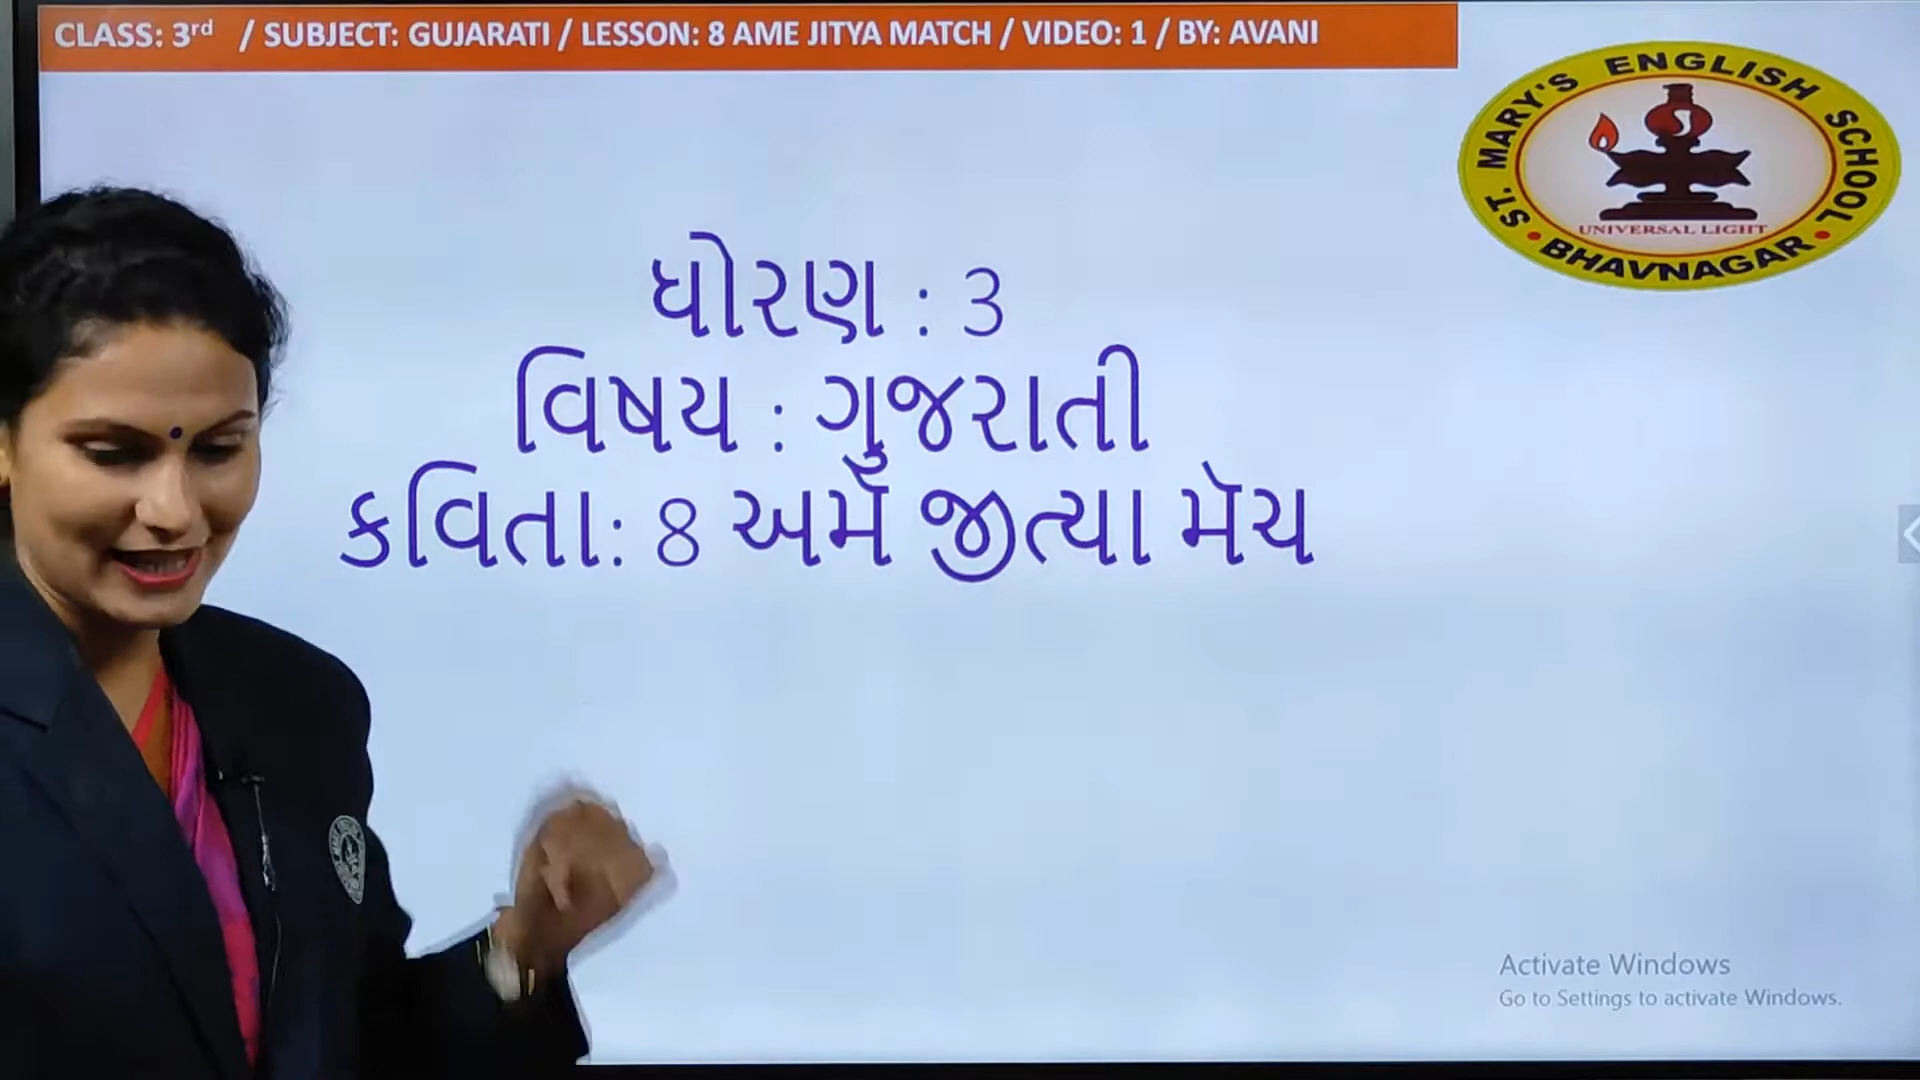 CLASS: 3rd / SUBJECT: GUJARATI / LESSON: 8 AME JITYA MATCH / VIDEO: 1 / BY: AVANI
ST. MARY'S ENGLISH SCHOOL
UNIVERSAL LIGHT
BHAVNAGAR
ધોરણ : 3
વિષય : ગુજરાતી
કવિતા: 8 અમે જીત્યા મૅચ
Activate Windows
Go to Settings to activate Windows.